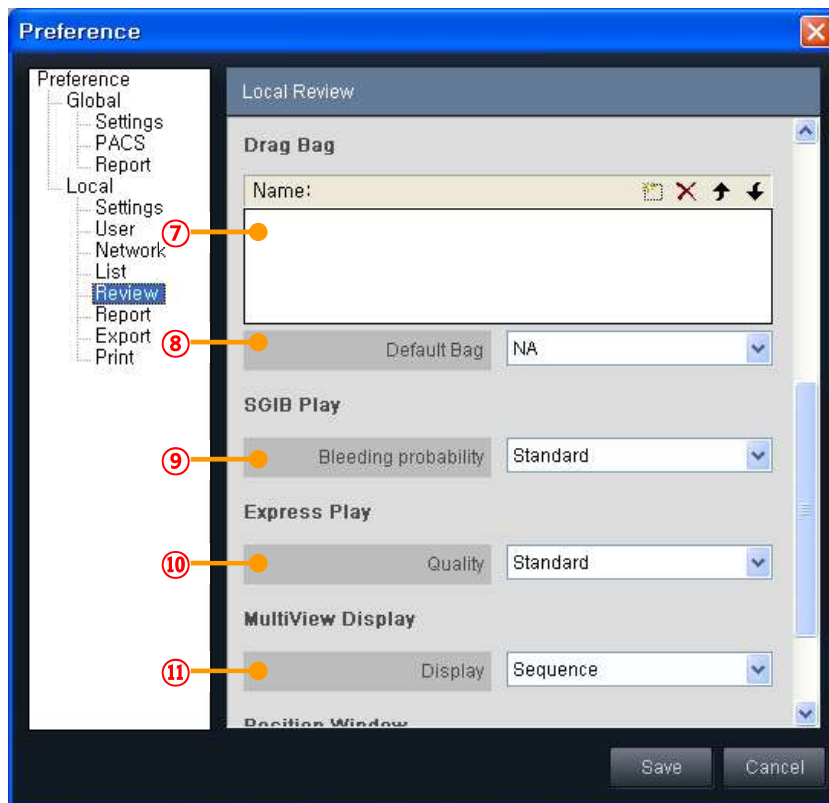 Preference
Preference
Global
Settings
PACS
Report
Local
Settings
User
Network
List
Review
Report
Export
Print
Local Review
Drag Bag
Name:
⑦
⑧
Default Bag NA
SGIB Play
⑨
Bleeding probability Standard
Express Play
⑩
Quality Standard
MultiView Display
⑪
Display Sequence
Position Window
Save Cancel